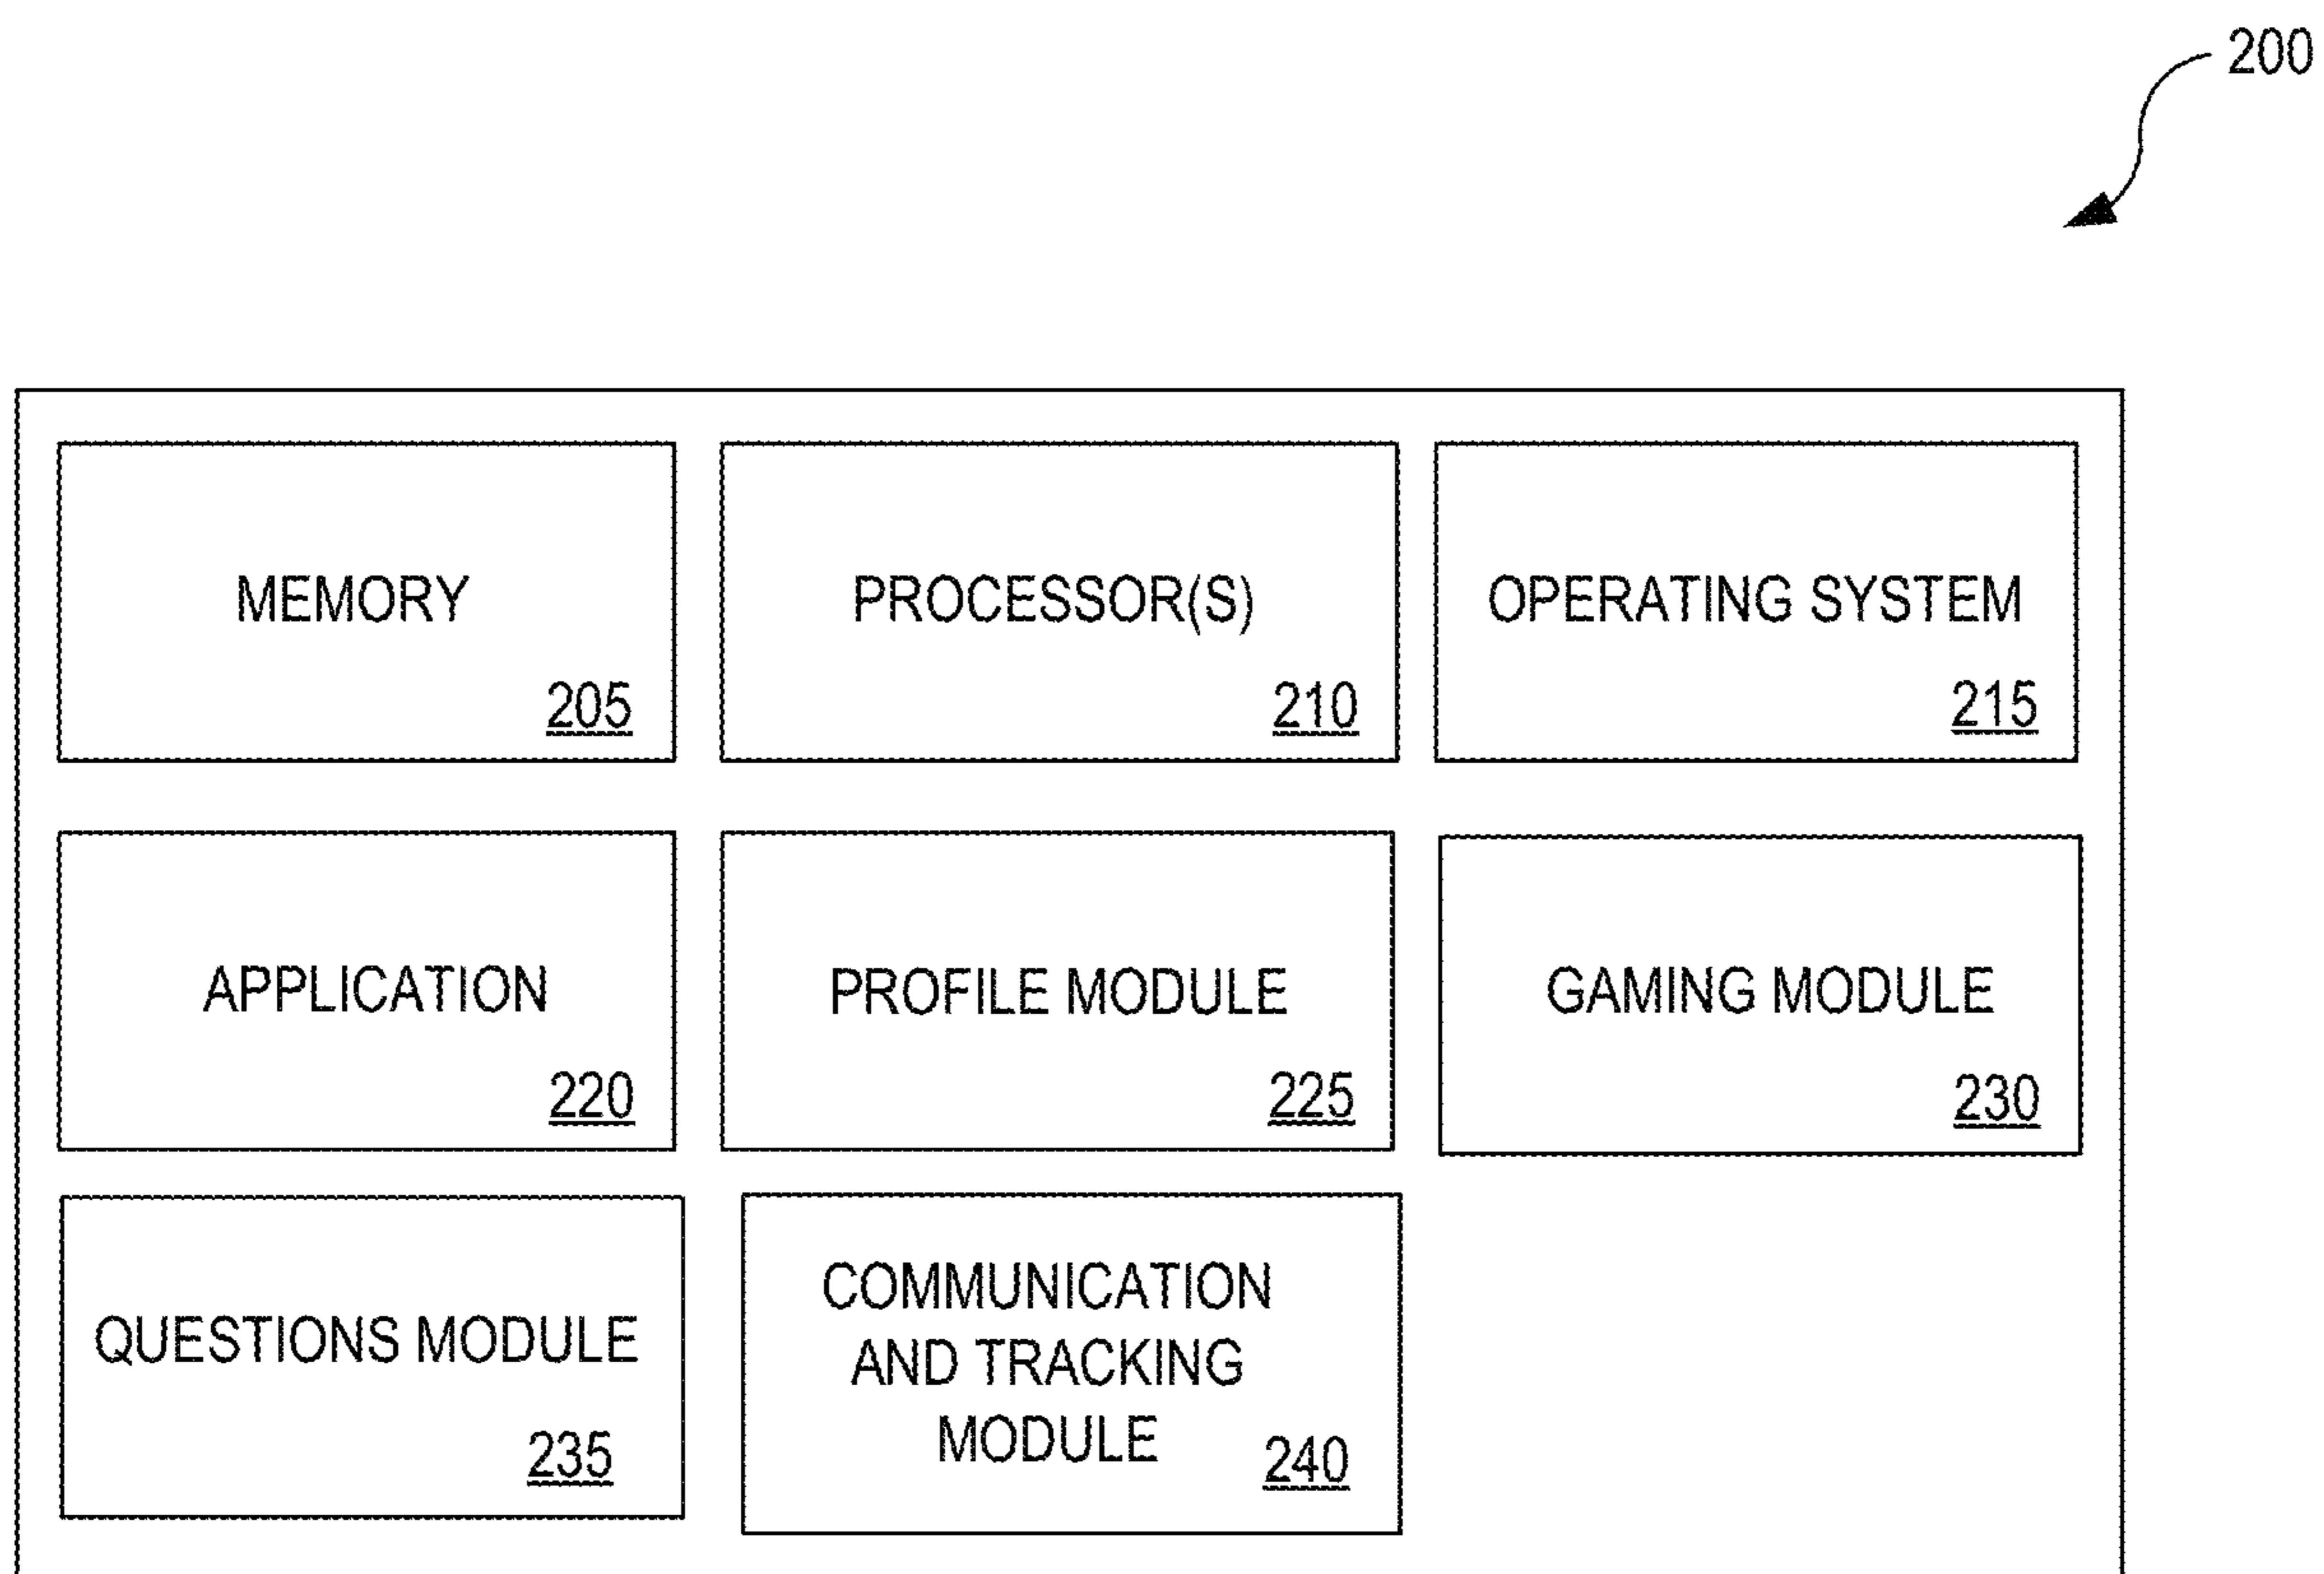 200
MEMORY
205
PROCESSOR(S)
210
OPERATING SYSTEM
215
APPLICATION
220
PROFILE MODULE
225
GAMING MODULE
230
QUESTIONS MODULE
235
COMMUNICATION
AND TRACKING
MODULE
240